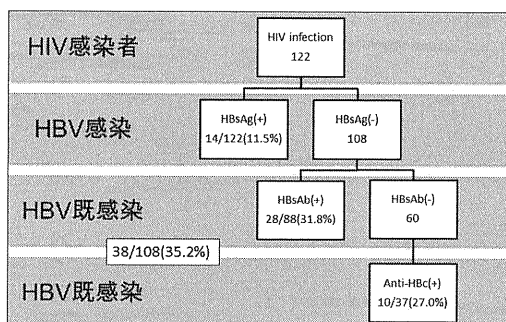 HIV感染者
HIV infection
122
HBV感染
HBsAg(+)
14/122(11.5%)
HBsAg(-)
108
HBV既感染
HBsAb(+)
28/88(31.8%)
HBsAb(-)
60
38/108(35.2%)
HBV既感染
Anti-HBc(+)
10/37(27.0%)